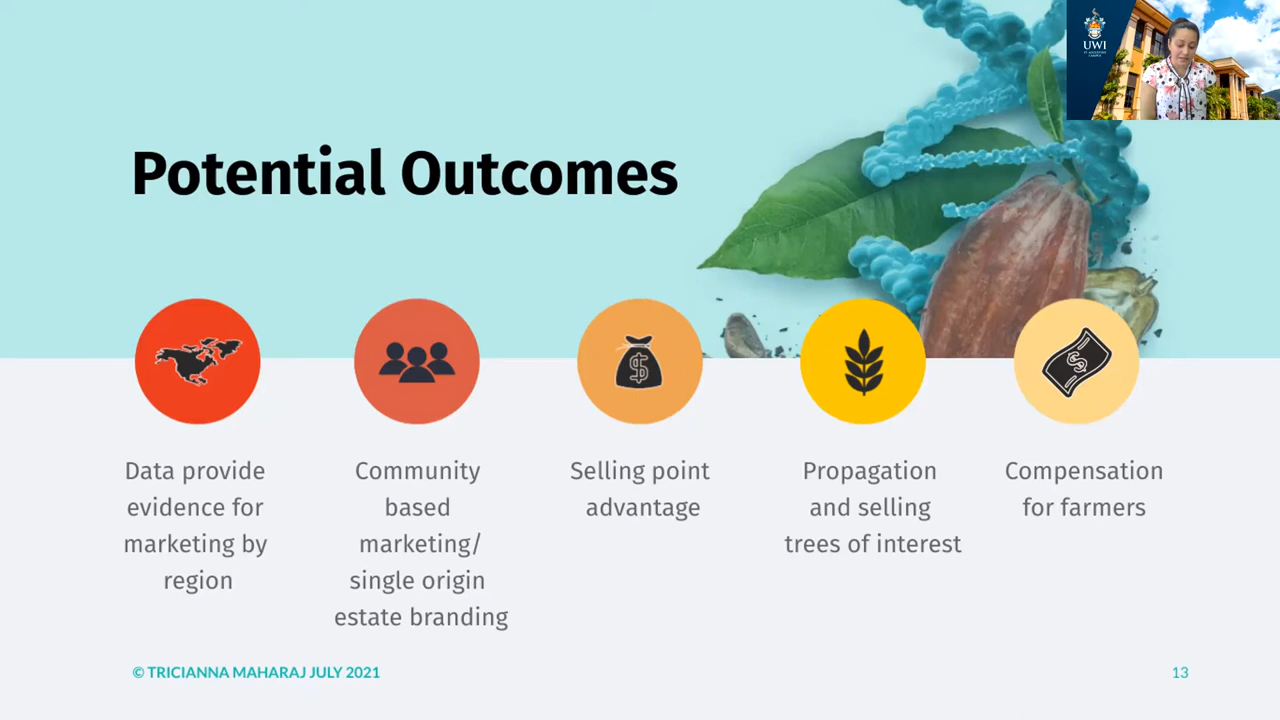 UWI
Potential Outcomes
Data provide
evidence for
marketing by
region
Community
based
marketing/
single origin
estate branding
Selling point
advantage
Propagation
and selling
trees of interest
Compensation
for farmers
© TRICIANNA MAHARAJ JULY 2021
13